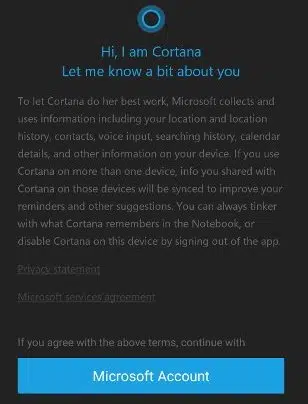 Hi, I am Cortana
Let me know a bit about you
To let Cortana do her best work, Microsoft collects and
uses information including your location and location
history, contacts, voice input, searching history, calendar
details, and other information on your device. If you use
Cortana on more than one device, info you shared with
Cortana on those devices will be synced to improve your
reminders and other suggestions. You can always tinker
with what Cortana remembers in the Notebook, or
disable Cortana on this device by signing out of the app.
Privacy statement
Microsoft services agreement
If you agree with the above terms, continue with
Microsoft Account